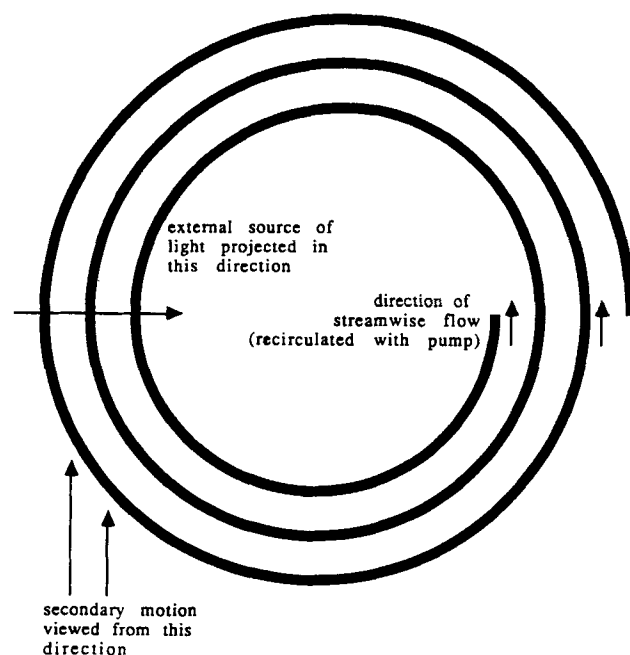 external source of
light projected in
this direction
direction of
streamwise flow
(recirculated with pump)
secondary motion
viewed from this
direction